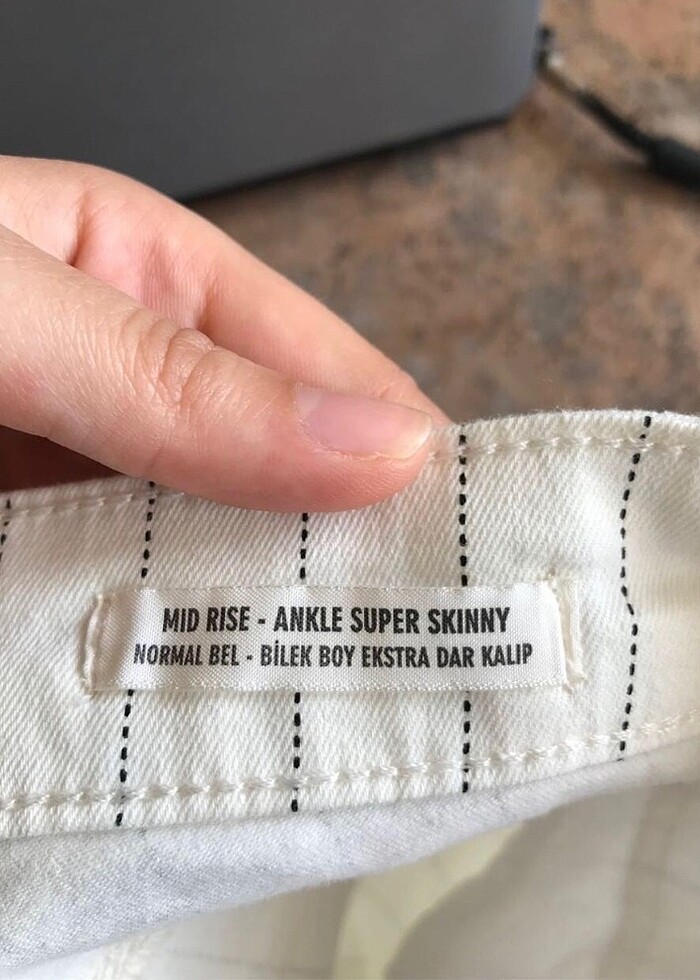 MID RISE - ANKLE SUPER SKINNY
NORMAL BEL - BİLEK BOY EKSTRA DAR KALIP